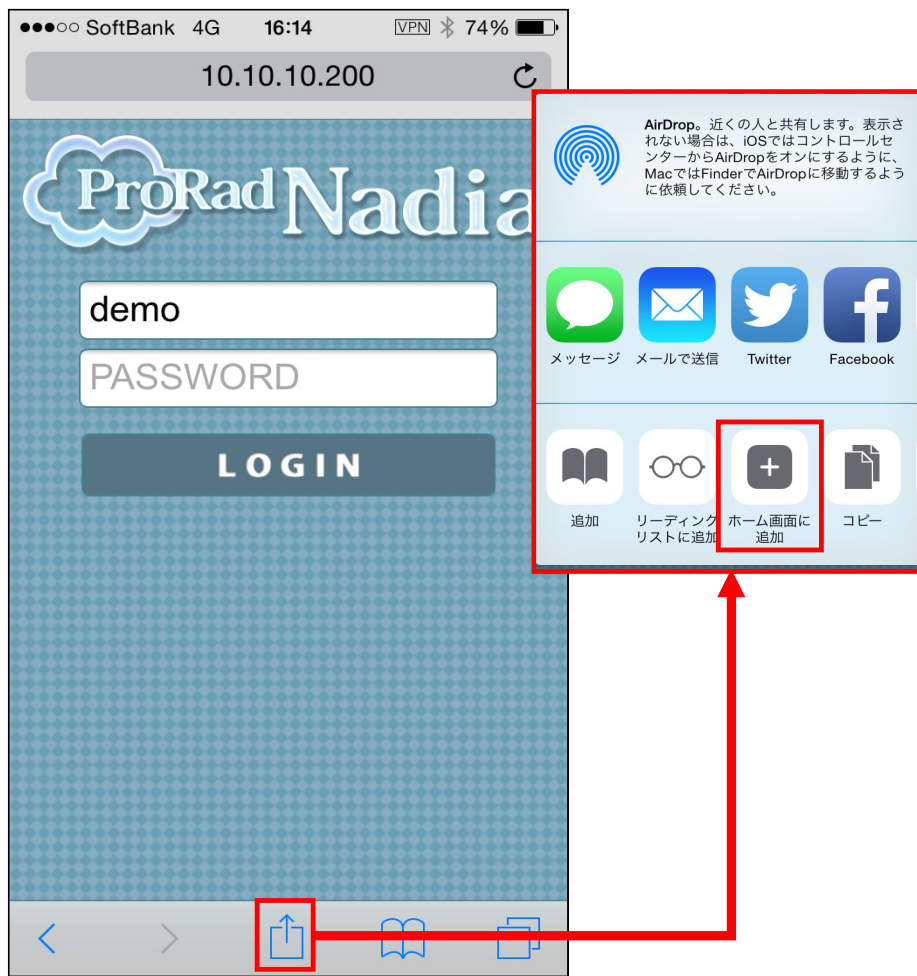 SoftBank 4G 16:14 VPN 74%
10.10.10.200
ProRad Nadia
demo
PASSWORD
LOGIN
AirDrop。近くの人と共有します。表示さ
れない場合は、iOSではコントロールセ
ンターからAirDropをオンにするように、
MacではFinderでAirDropに移動するよう
に依頼してください。
メッセージ
メールで送信
Twitter
Facebook
追加
リーディング
リストに追加
ホーム画面に
追加
コピー